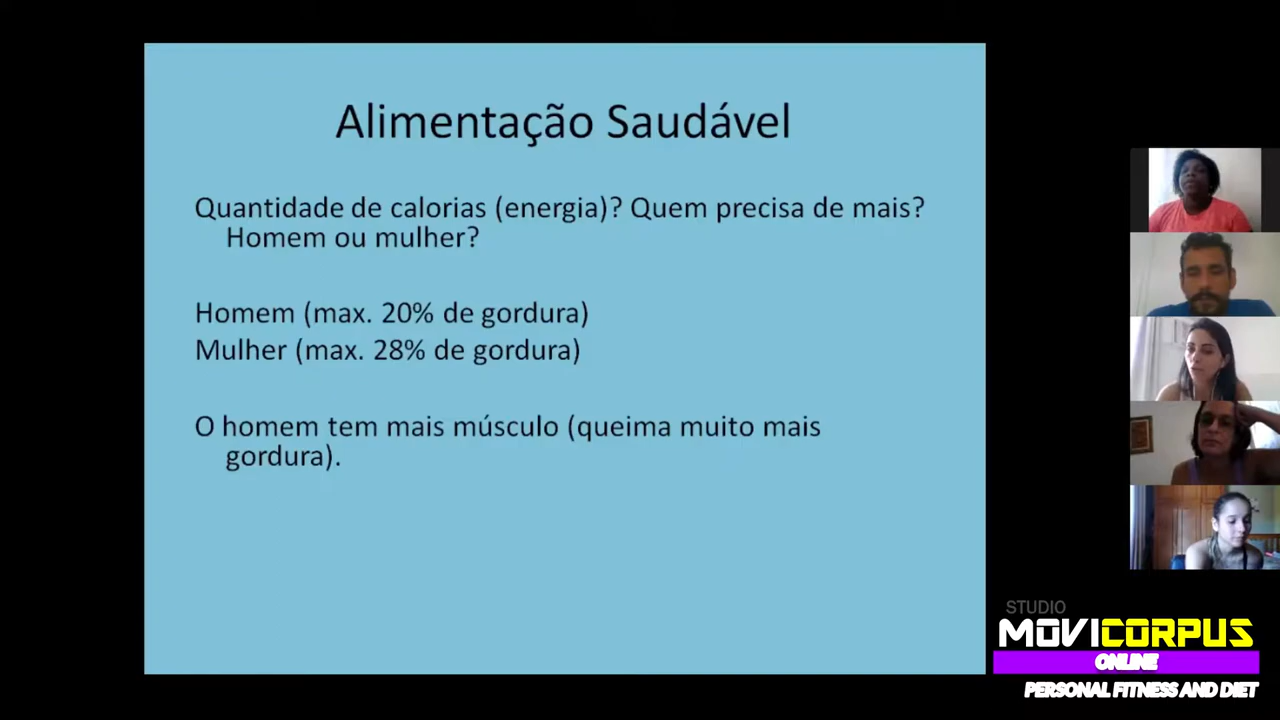 Alimentação Saudável
Quantidade de calorias (energia)? Quem precisa de mais?
Homem ou mulher?
Homem (max. 20% de gordura)
Mulher (max. 28% de gordura)
O homem tem mais músculo (queima muito mais
gordura).
STUDIO
MOVICORPUS
ONLINE
PERSONAL FITNESS AND DIET